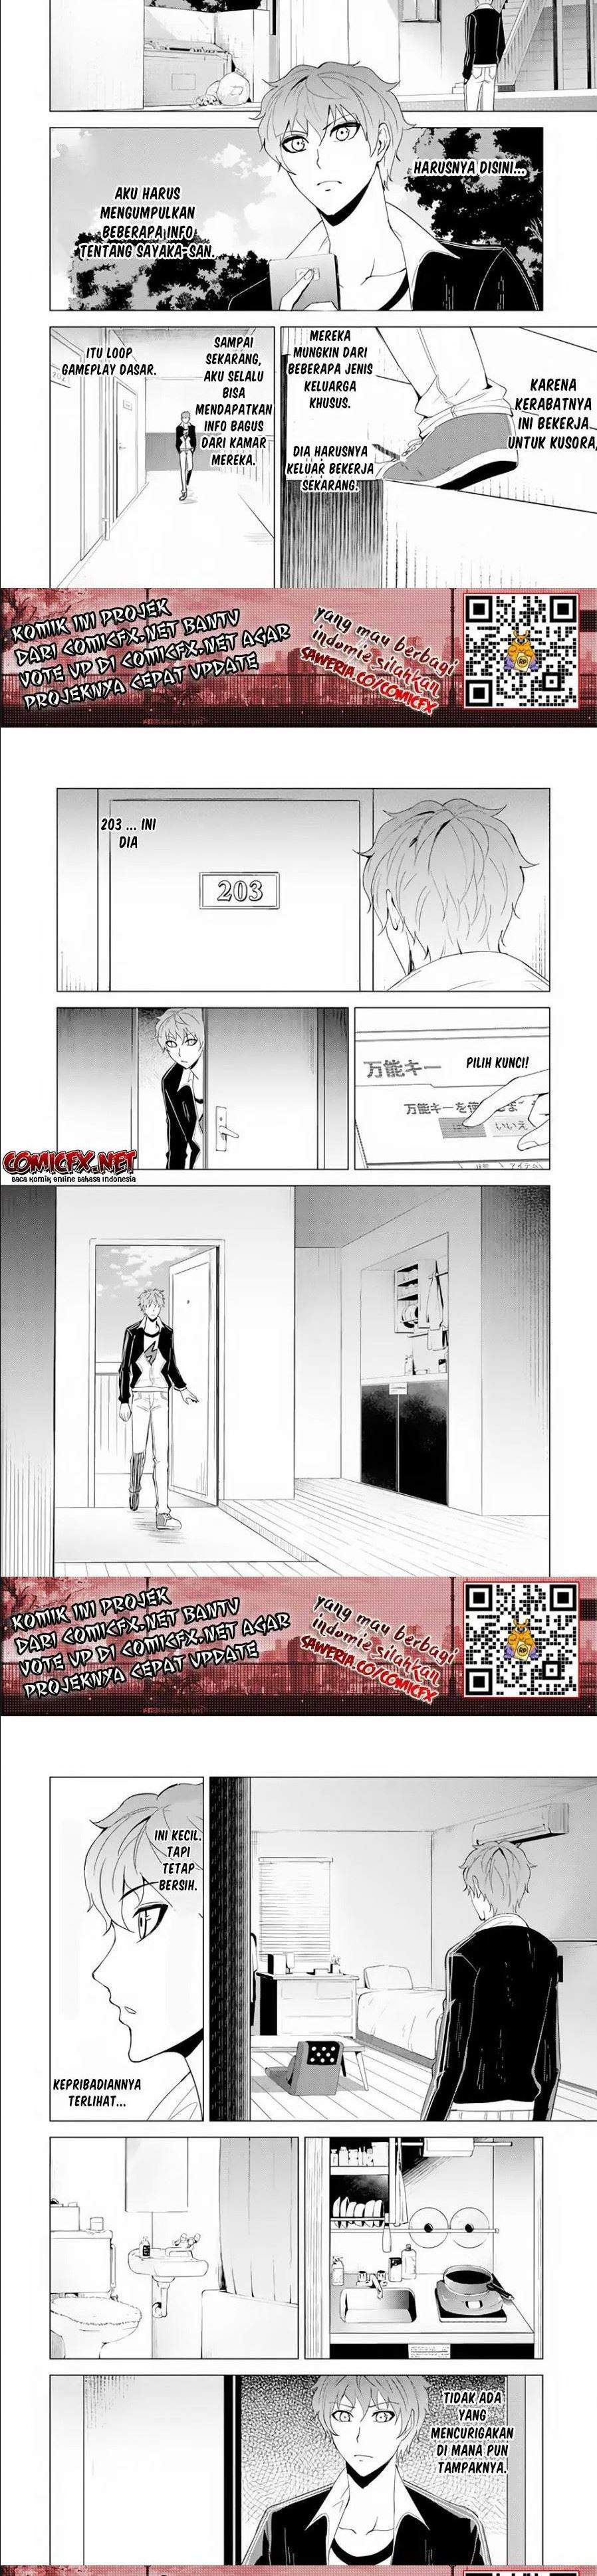 HARUSNYA DISINI...
AKU HARUS
MENGUMPULKAN
BEBERAPA INFO
TENTANG SAYAKA-SAN.
KARENA
KERABATNYA
INI BEKERJA
UNTUK KUSORA,
MEREKA
MUNGKIN DARI
BEBERAPA JENIS
KELUARGA
KHUSUS.
DIA HARUSNYA
KELUAR BEKERJA
SEKARANG.
SAMPAI
SEKARANG,
AKU SELALU
BISA
MENDAPATKAN
INFO BAGUS
DARI KAMAR
MEREKA.
ITU LOOP
GAMEPLAY DASAR.
KOMIK INI PROJEK
DARI COMICFX.NET BANTU
VOTE UP DI COMICFX.NET AGAR
PROJEKNYA CEPAT UPDATE
yang mau berbagi
indomie silahkan
SAWERIA.CO/COMICFX
203 ... INI
DIA
203
PILIH KUNCI!
万能キー
万能キーを使
いいえ
アイテム
COMICFX.NET
Baca Komik Online Bahasa Indonesia
KOMIK INI PROJEK
DARI COMICFX.NET BANTU
VOTE UP DI COMICFX.NET AGAR
PROJEKNYA CEPAT UPDATE
yang mau berbagi
indomie silahkan
SAWERIA.CO/COMICFX
INI KECIL.
TAPI
TETAP
BERSIH.
KEPRIBADIANNYA
TERLIHAT...
TIDAK ADA
YANG
MENCURIGAKAN
DI MANA PUN
TAMPAKNYA.